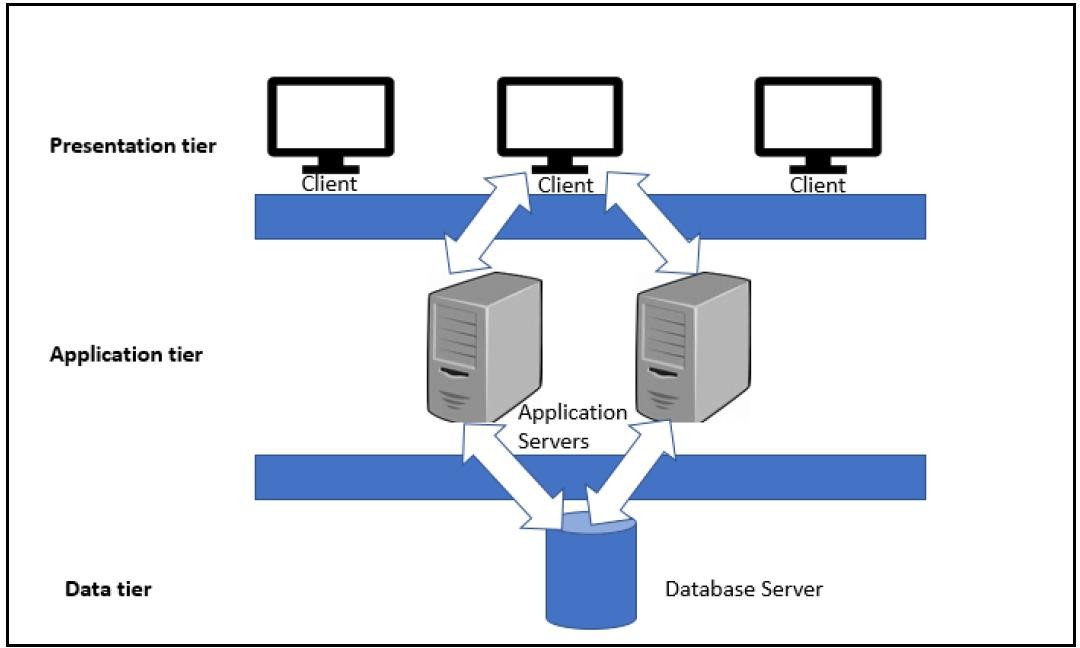 Presentation tier
Client
Client
Client
Application tier
Application
Servers
Data tier
Database Server